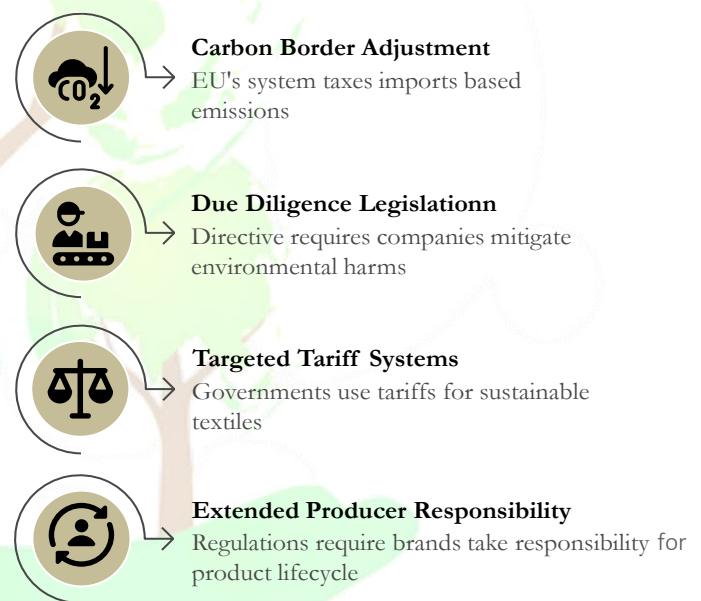 CO2
Carbon Border Adjustment
EU's system taxes imports based
emissions
Due Diligence Legislationn
Directive requires companies mitigate
environmental harms
Targeted Tariff Systems
Governments use tariffs for sustainable
textiles
Extended Producer Responsibility
Regulations require brands take responsibility for
product lifecycle